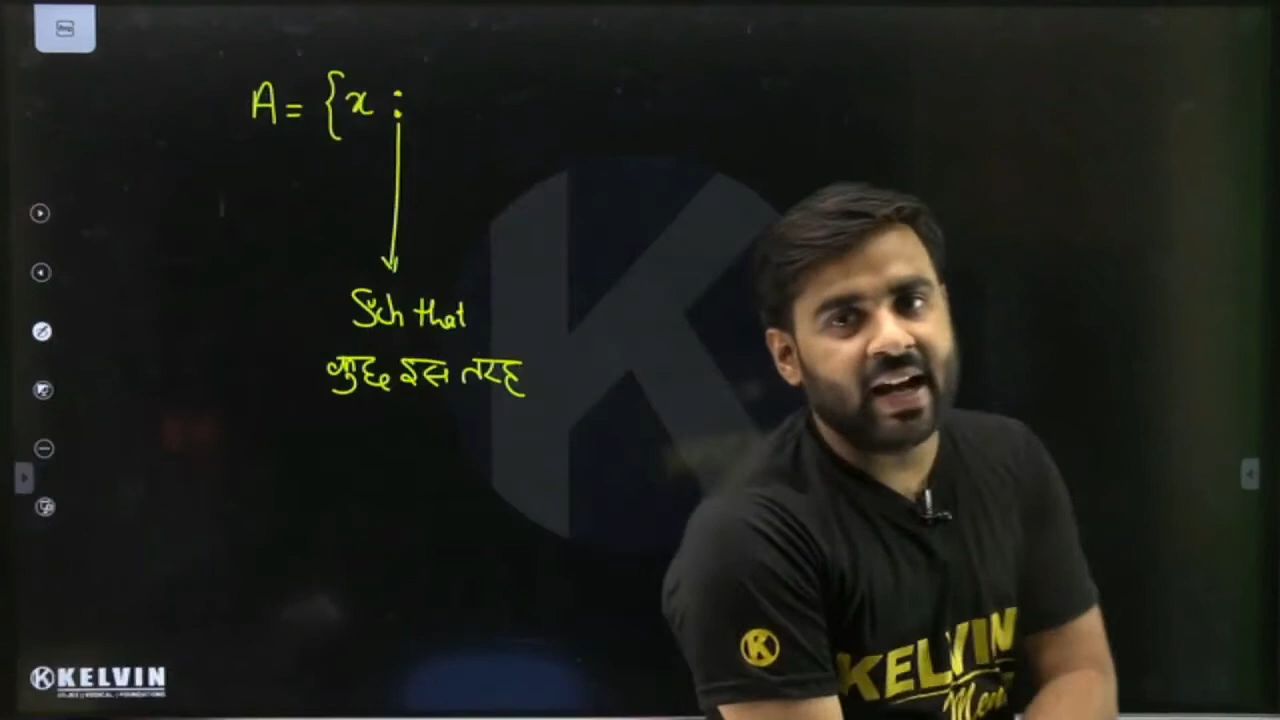 A = {x :
Such that
कुछ इस तरह
K
KELVIN
K KELVIN